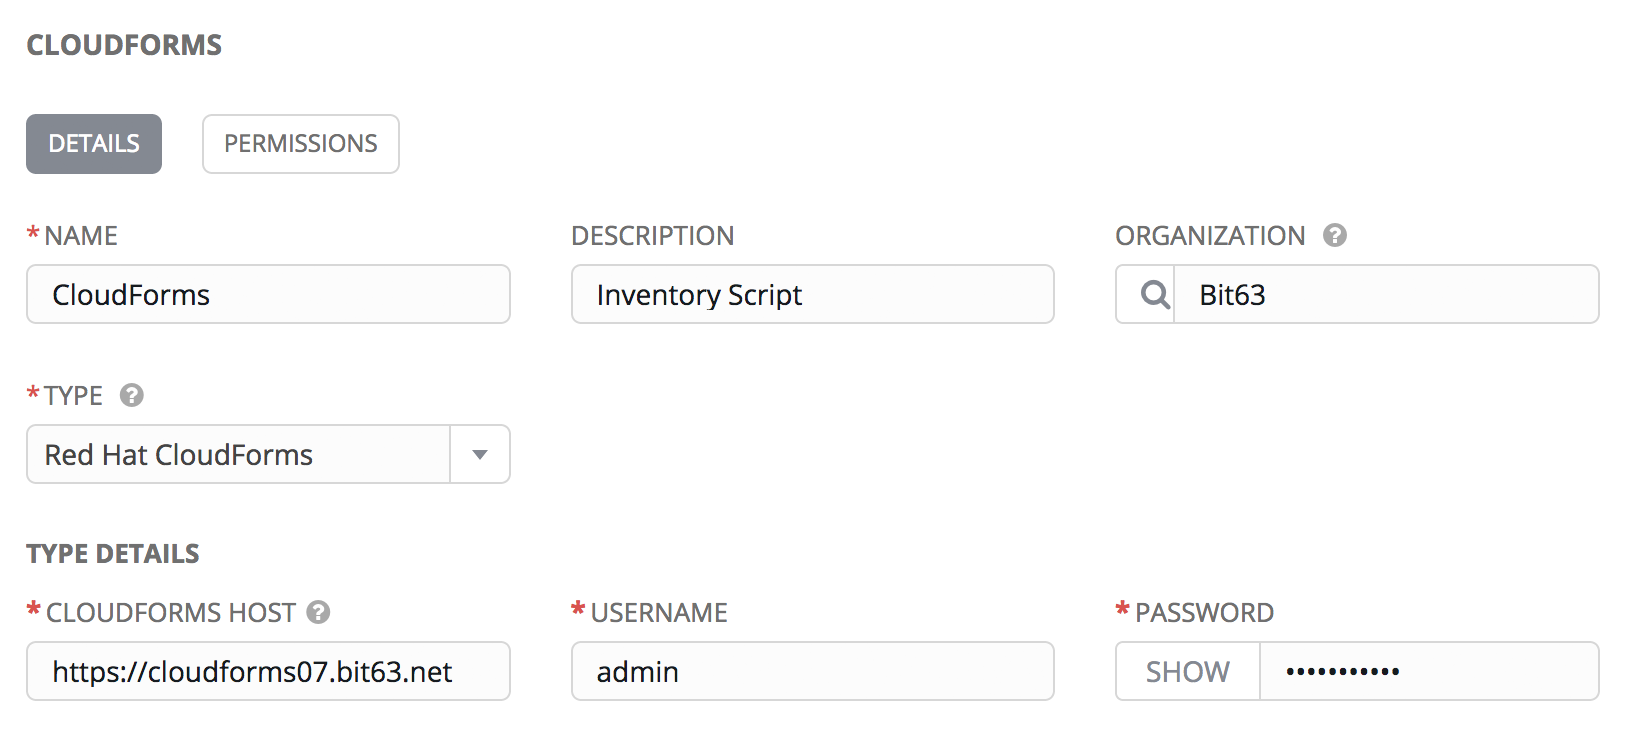 CLOUDFORMS
DETAILS PERMISSIONS
* NAME DESCRIPTION ORGANIZATION ?
CloudForms Inventory Script Bit63
* TYPE ?
Red Hat CloudForms
TYPE DETAILS
* CLOUDFORMS HOST ? * USERNAME * PASSWORD
https://cloudforms07.bit63.net admin SHOW •••••••••••